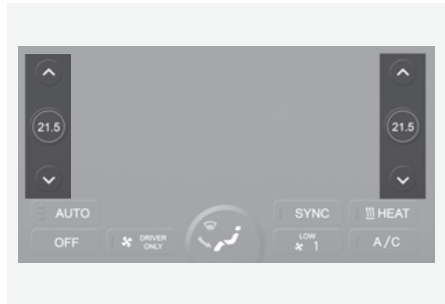 21.5
21.5
AUTO
SYNC
HEAT
OFF
DRIVER
ONLY
LOW
1
A/C